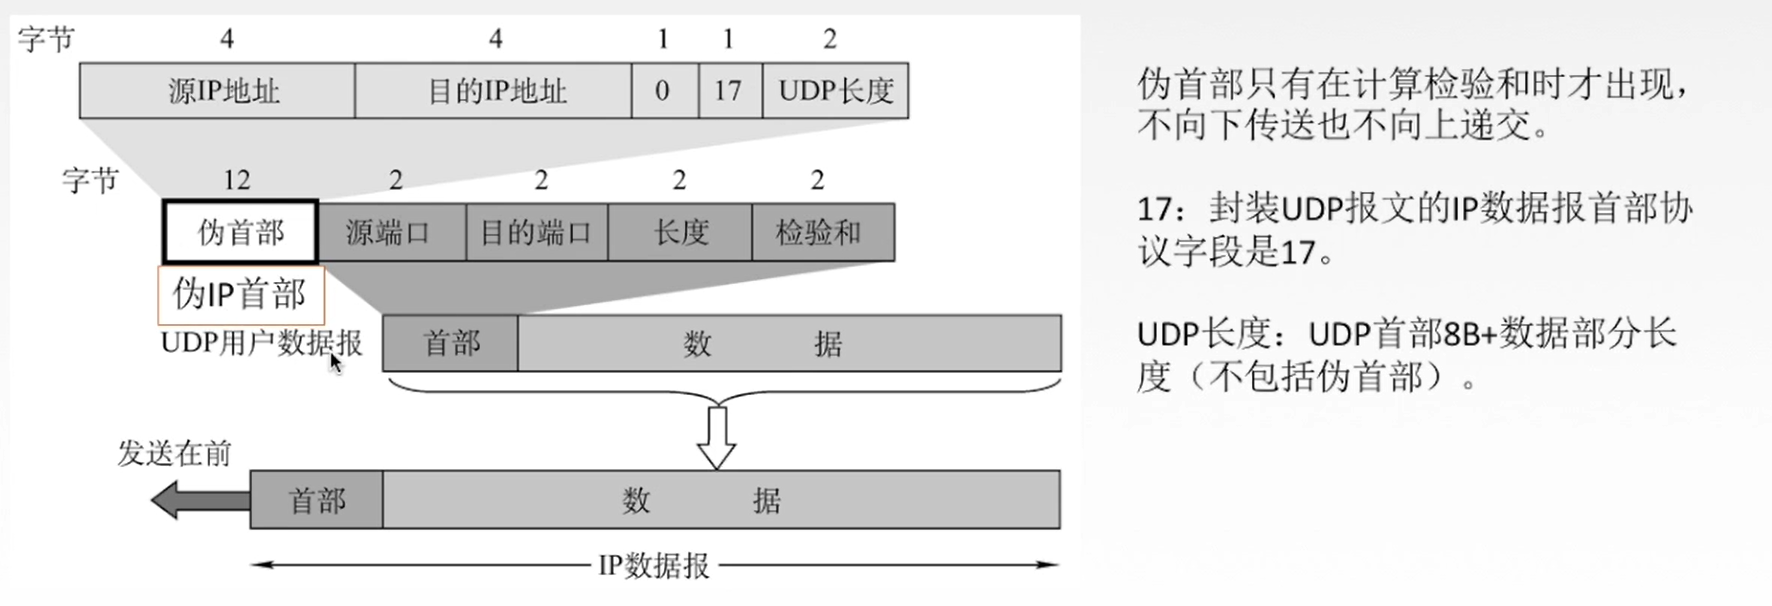 字节 4 4 1 1 2
源IP地址 目的IP地址 0 17 UDP长度
字节 12 2 2 2 2
伪首部 源端口 目的端口 长度 检验和
伪IP首部
UDP用户数据报 首部 数 据
发送在前
首部 数 据
IP数据报
伪首部只有在计算检验和时才出现，
不向下传送也不向上递交。
17：封装UDP报文的IP数据报首部协
议字段是17。
UDP长度：UDP首部8B+数据部分长
度（不包括伪首部）。